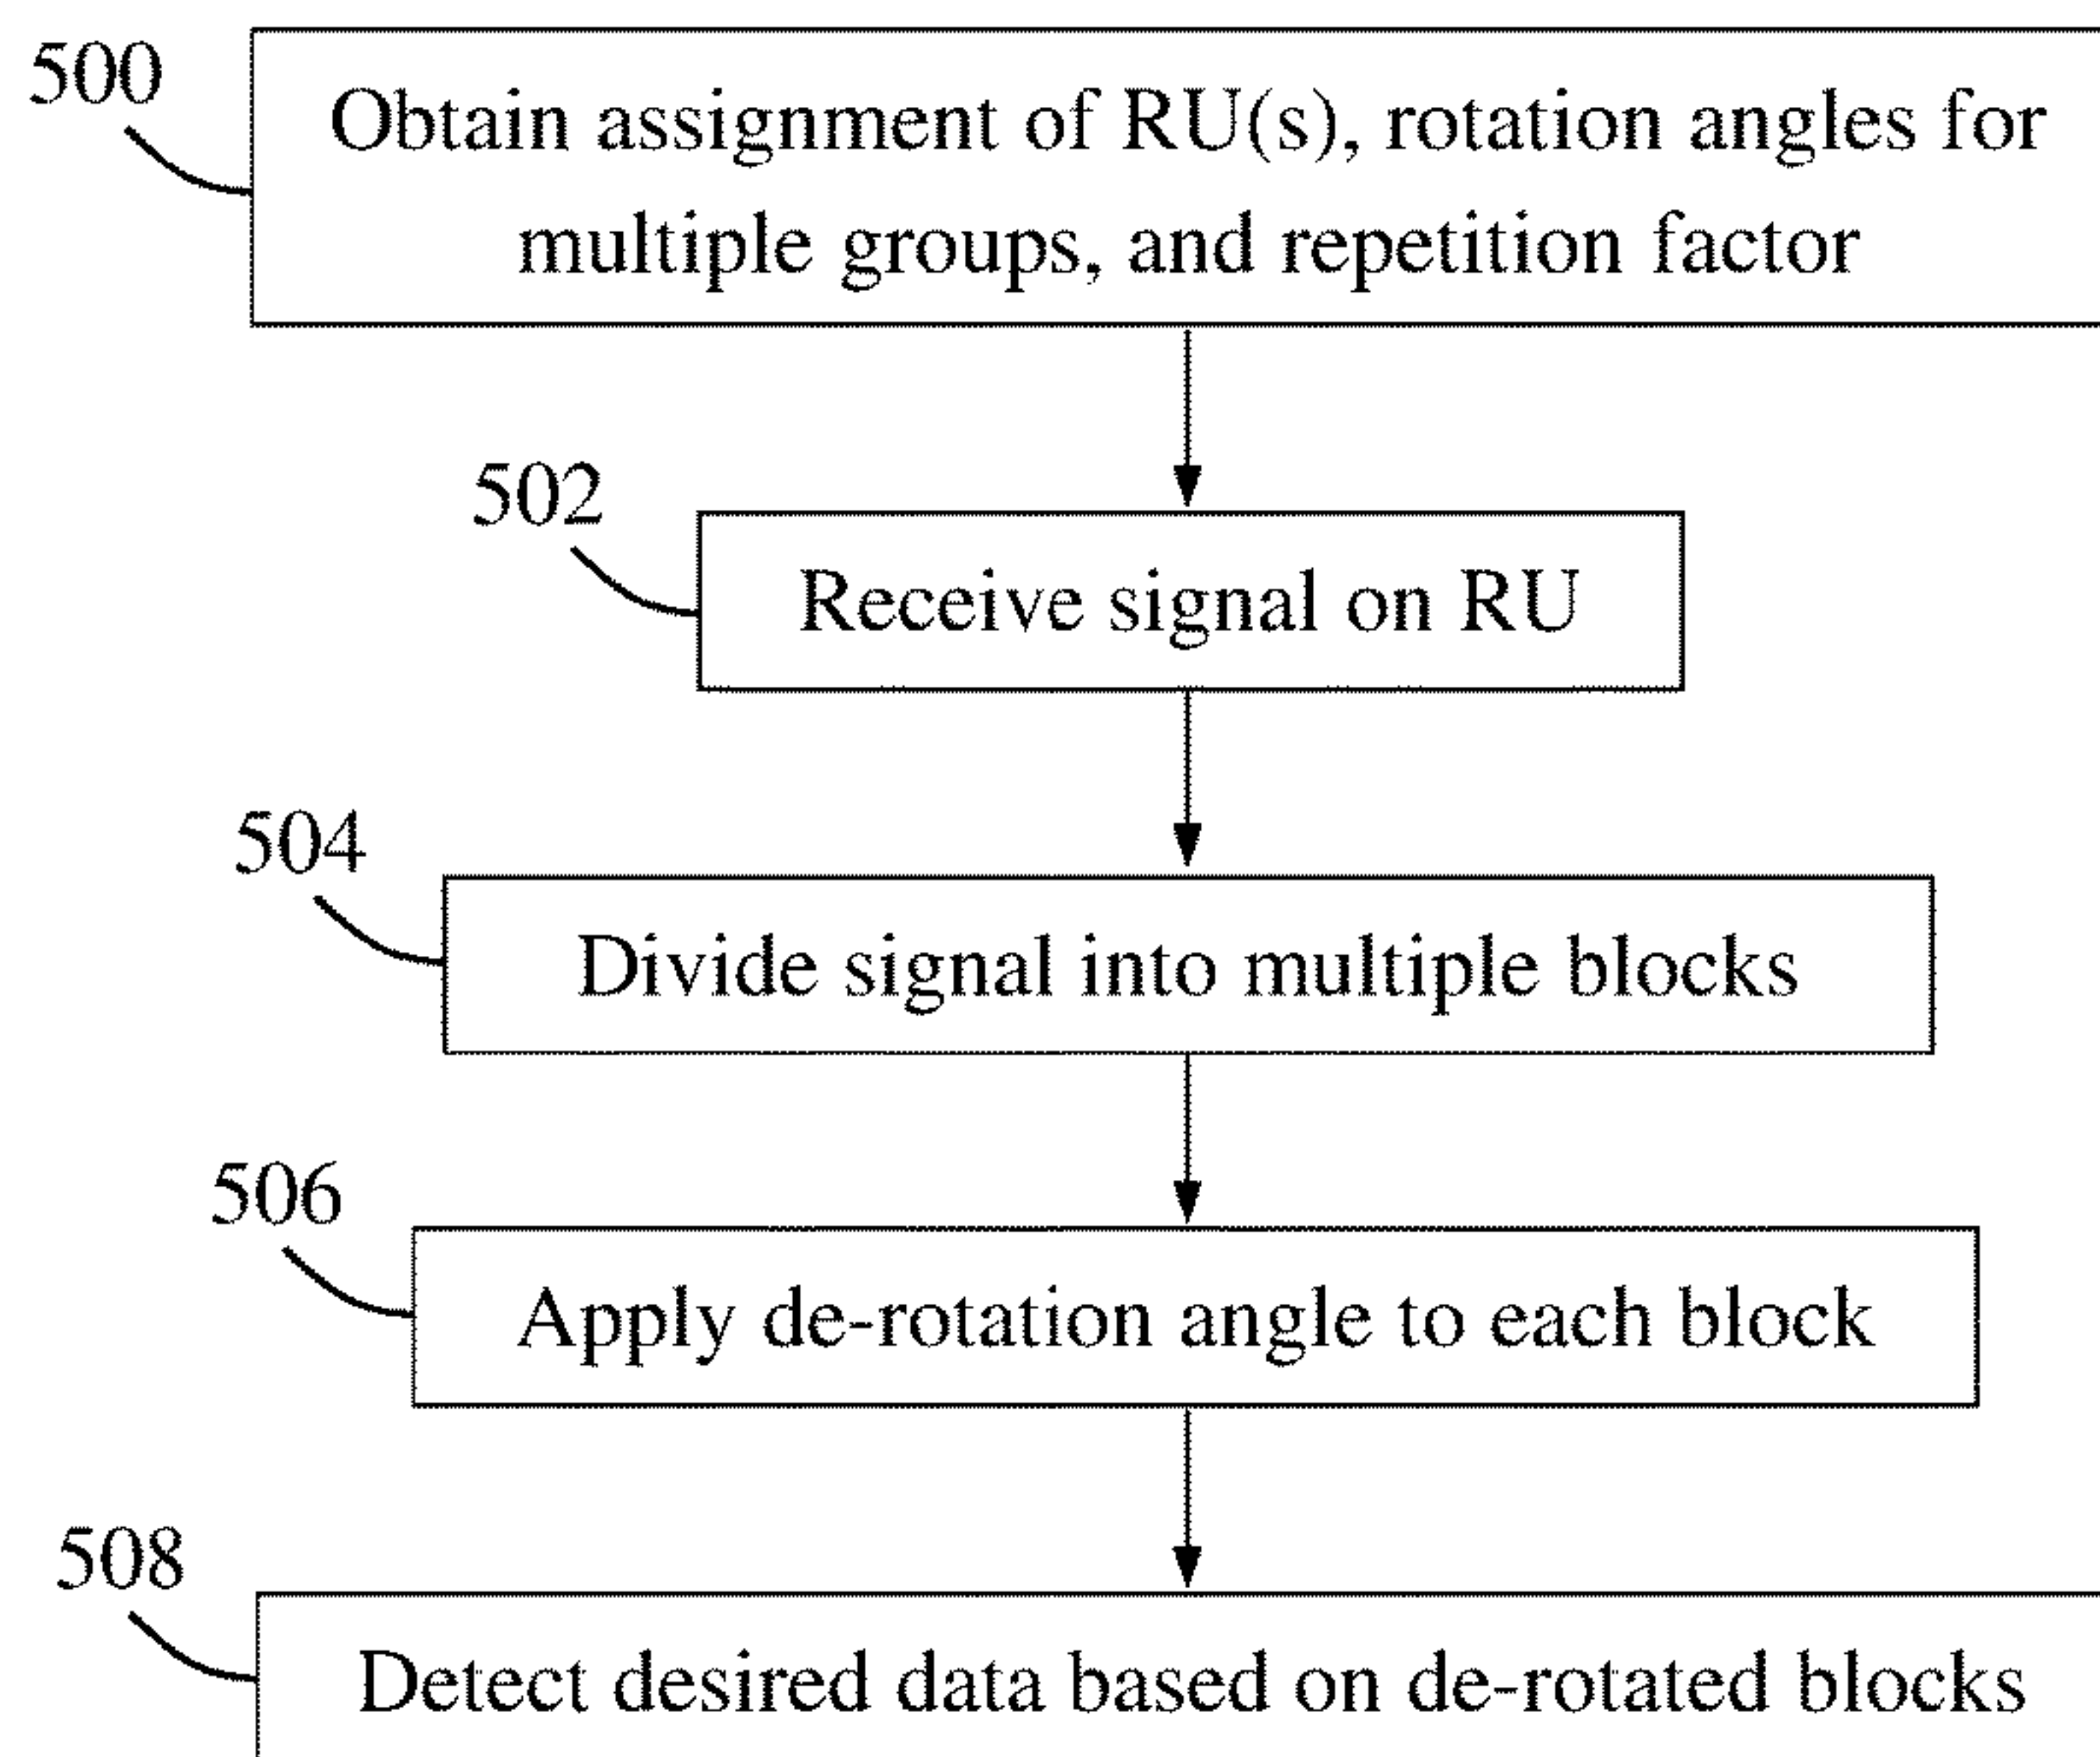 500
Obtain assignment of RU(s), rotation angles for
multiple groups, and repetition factor
502
Receive signal on RU
504
Divide signal into multiple blocks
506
Apply de-rotation angle to each block
508
Detect desired data based on de-rotated blocks